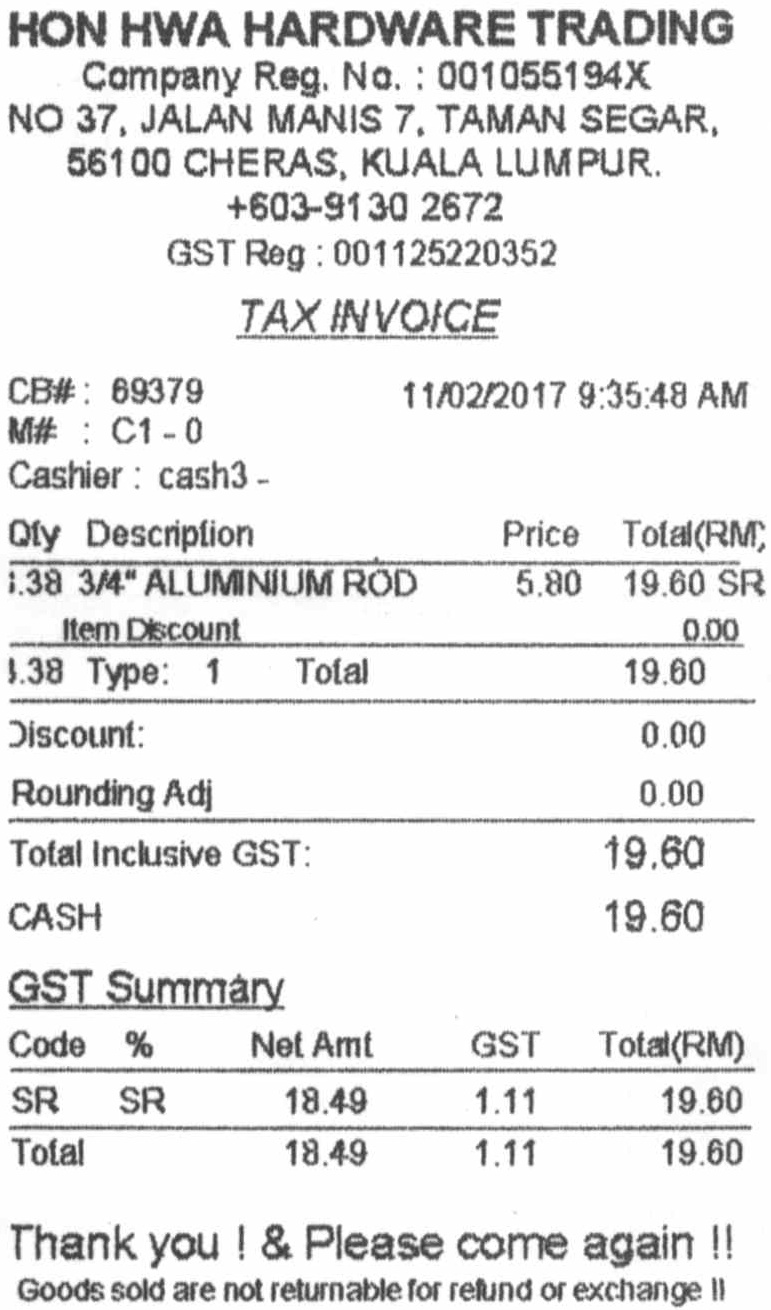 HON HWA HARDWARE TRADING
Company Reg. No. : 001055194X
NO 37, JALAN MANIS 7, TAMAN SEGAR,
56100 CHERAS, KUALA LUMPUR.
+603-9130 2672
GST Reg : 001125220352
TAX INVOICE
CB# : 69379 11/02/2017 9:35:48 AM
M# : C1 - 0
Cashier : cash3 -
Qty Description Price Total(RM)
.38 3/4" ALUMINIUM ROD 5.80 19.60 SR
Item Discount 0.00
.38 Type: 1 Total 19.60
Discount: 0.00
Rounding Adj 0.00
Total Inclusive GST: 19.60
CASH 19.60
GST Summary
Code % Net Amt GST Total(RM)
SR SR 18.49 1.11 19.60
Total 18.49 1.11 19.60
Thank you ! & Please come again !!
Goods sold are not returnable for refund or exchange !!